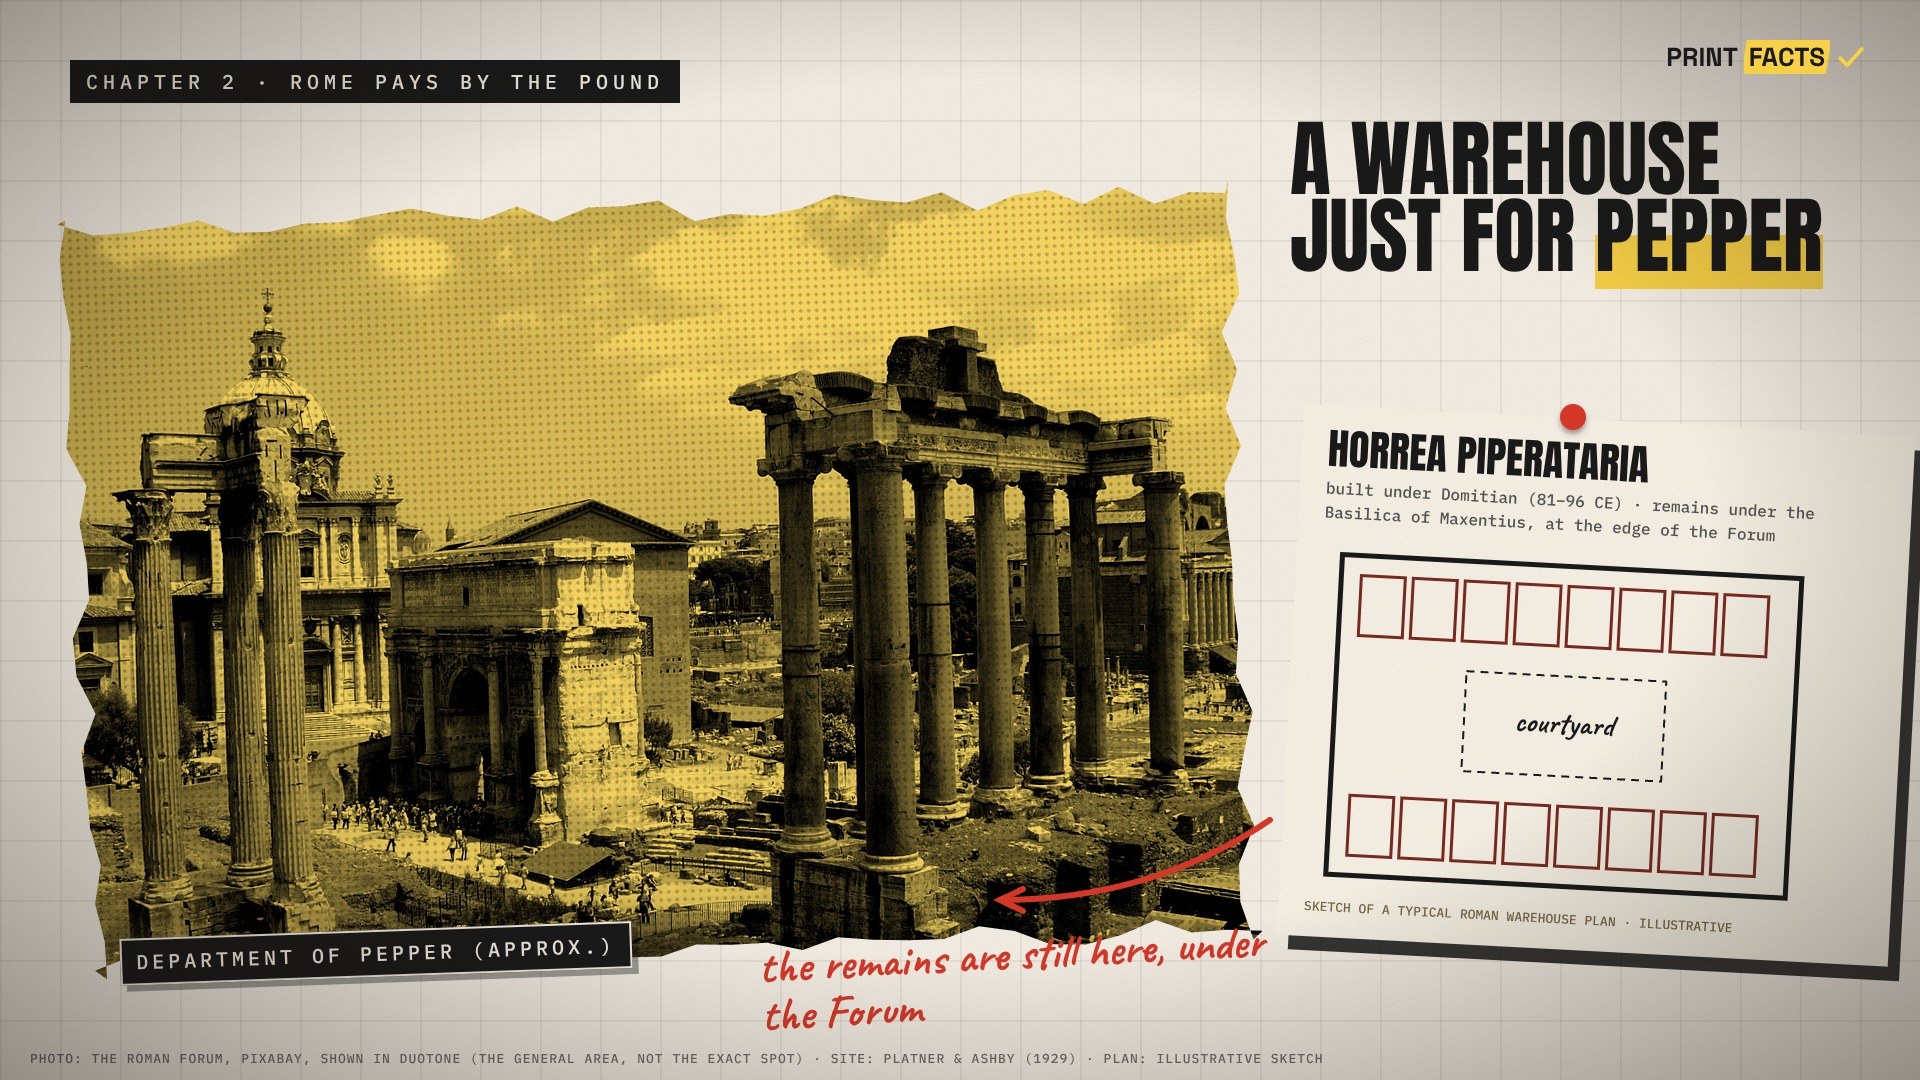 CHAPTER 2 · ROME PAYS BY THE POUND
PRINT FACTS
A WAREHOUSE
JUST FOR PEPPER
HORREA PIPERATARIA
built under Domitian (81–96 CE) · remains under the
Basilica of Maxentius, at the edge of the Forum
courtyard
SKETCH OF A TYPICAL ROMAN WAREHOUSE PLAN · ILLUSTRATIVE
DEPARTMENT OF PEPPER (APPROX.)
the remains are still here, under
the Forum
PHOTO: THE ROMAN FORUM, PIXABAY, SHOWN IN DUOTONE (THE GENERAL AREA, NOT THE EXACT SPOT) · SITE: PLATNER & ASHBY (1929) · PLAN: ILLUSTRATIVE SKETCH